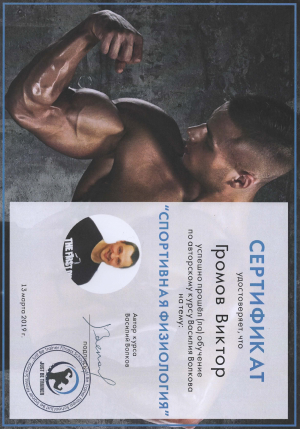 СЕРТИФИКАТ
удостоверяет, что
Громов Виктор
успешно прошёл (ла) обучение
по авторскому курсу Василия Волкова
на тему:
“СПОРТИВНАЯ ФИЗИОЛОГИЯ”
Автор курса
Василий Волков
THE FIRST
подпись
JUST BE TRAINER
13 марта 2019 г.